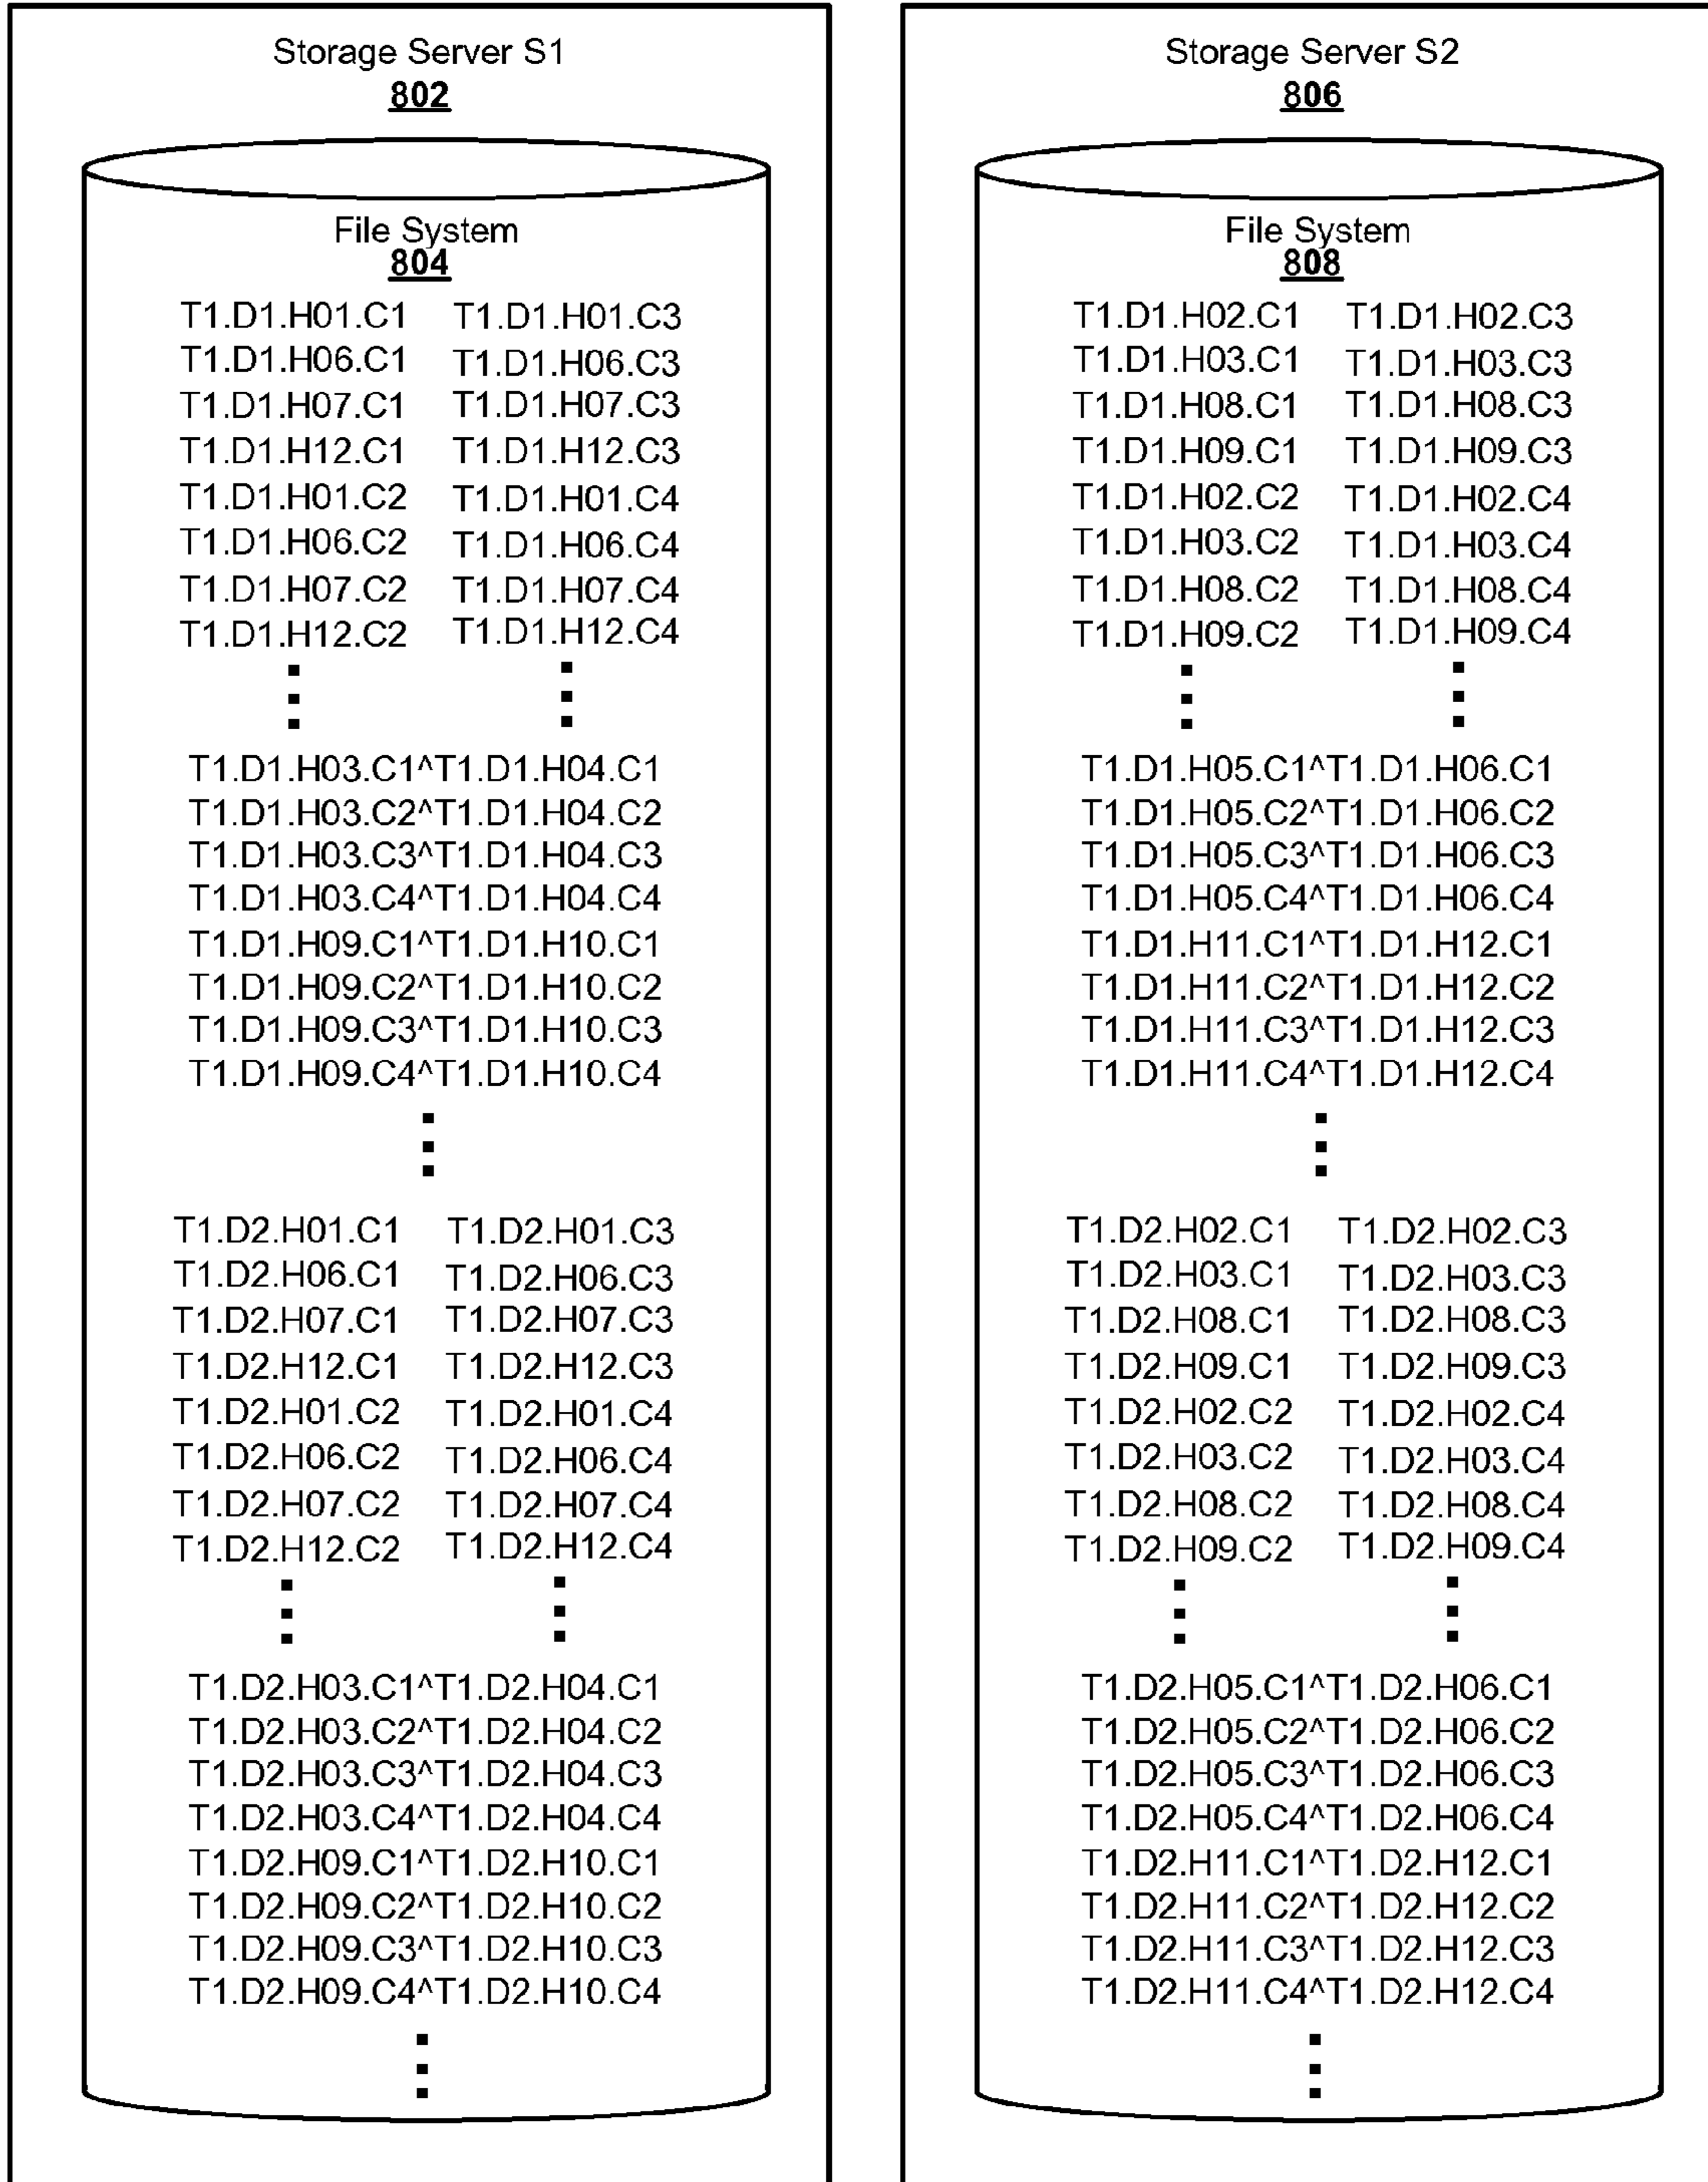 Storage Server S1
802
File System
804
T1.D1.H01.C1 T1.D1.H01.C3
T1.D1.H06.C1 T1.D1.H06.C3
T1.D1.H07.C1 T1.D1.H07.C3
T1.D1.H12.C1 T1.D1.H12.C3
T1.D1.H01.C2 T1.D1.H01.C4
T1.D1.H06.C2 T1.D1.H06.C4
T1.D1.H07.C2 T1.D1.H07.C4
T1.D1.H12.C2 T1.D1.H12.C4
T1.D1.H03.C1^T1.D1.H04.C1
T1.D1.H03.C2^T1.D1.H04.C2
T1.D1.H03.C3^T1.D1.H04.C3
T1.D1.H03.C4^T1.D1.H04.C4
T1.D1.H09.C1^T1.D1.H10.C1
T1.D1.H09.C2^T1.D1.H10.C2
T1.D1.H09.C3^T1.D1.H10.C3
T1.D1.H09.C4^T1.D1.H10.C4
T1.D2.H01.C1 T1.D2.H01.C3
T1.D2.H06.C1 T1.D2.H06.C3
T1.D2.H07.C1 T1.D2.H07.C3
T1.D2.H12.C1 T1.D2.H12.C3
T1.D2.H01.C2 T1.D2.H01.C4
T1.D2.H06.C2 T1.D2.H06.C4
T1.D2.H07.C2 T1.D2.H07.C4
T1.D2.H12.C2 T1.D2.H12.C4
T1.D2.H03.C1^T1.D2.H04.C1
T1.D2.H03.C2^T1.D2.H04.C2
T1.D2.H03.C3^T1.D2.H04.C3
T1.D2.H03.C4^T1.D2.H04.C4
T1.D2.H09.C1^T1.D2.H10.C1
T1.D2.H09.C2^T1.D2.H10.C2
T1.D2.H09.C3^T1.D2.H10.C3
T1.D2.H09.C4^T1.D2.H10.C4
Storage Server S2
806
File System
808
T1.D1.H02.C1 T1.D1.H02.C3
T1.D1.H03.C1 T1.D1.H03.C3
T1.D1.H08.C1 T1.D1.H08.C3
T1.D1.H09.C1 T1.D1.H09.C3
T1.D1.H02.C2 T1.D1.H02.C4
T1.D1.H03.C2 T1.D1.H03.C4
T1.D1.H08.C2 T1.D1.H08.C4
T1.D1.H09.C2 T1.D1.H09.C4
T1.D1.H05.C1^T1.D1.H06.C1
T1.D1.H05.C2^T1.D1.H06.C2
T1.D1.H05.C3^T1.D1.H06.C3
T1.D1.H05.C4^T1.D1.H06.C4
T1.D1.H11.C1^T1.D1.H12.C1
T1.D1.H11.C2^T1.D1.H12.C2
T1.D1.H11.C3^T1.D1.H12.C3
T1.D1.H11.C4^T1.D1.H12.C4
T1.D2.H02.C1 T1.D2.H02.C3
T1.D2.H03.C1 T1.D2.H03.C3
T1.D2.H08.C1 T1.D2.H08.C3
T1.D2.H09.C1 T1.D2.H09.C3
T1.D2.H02.C2 T1.D2.H02.C4
T1.D2.H03.C2 T1.D2.H03.C4
T1.D2.H08.C2 T1.D2.H08.C4
T1.D2.H09.C2 T1.D2.H09.C4
T1.D2.H05.C1^T1.D2.H06.C1
T1.D2.H05.C2^T1.D2.H06.C2
T1.D2.H05.C3^T1.D2.H06.C3
T1.D2.H05.C4^T1.D2.H06.C4
T1.D2.H11.C1^T1.D2.H12.C1
T1.D2.H11.C2^T1.D2.H12.C2
T1.D2.H11.C3^T1.D2.H12.C3
T1.D2.H11.C4^T1.D2.H12.C4